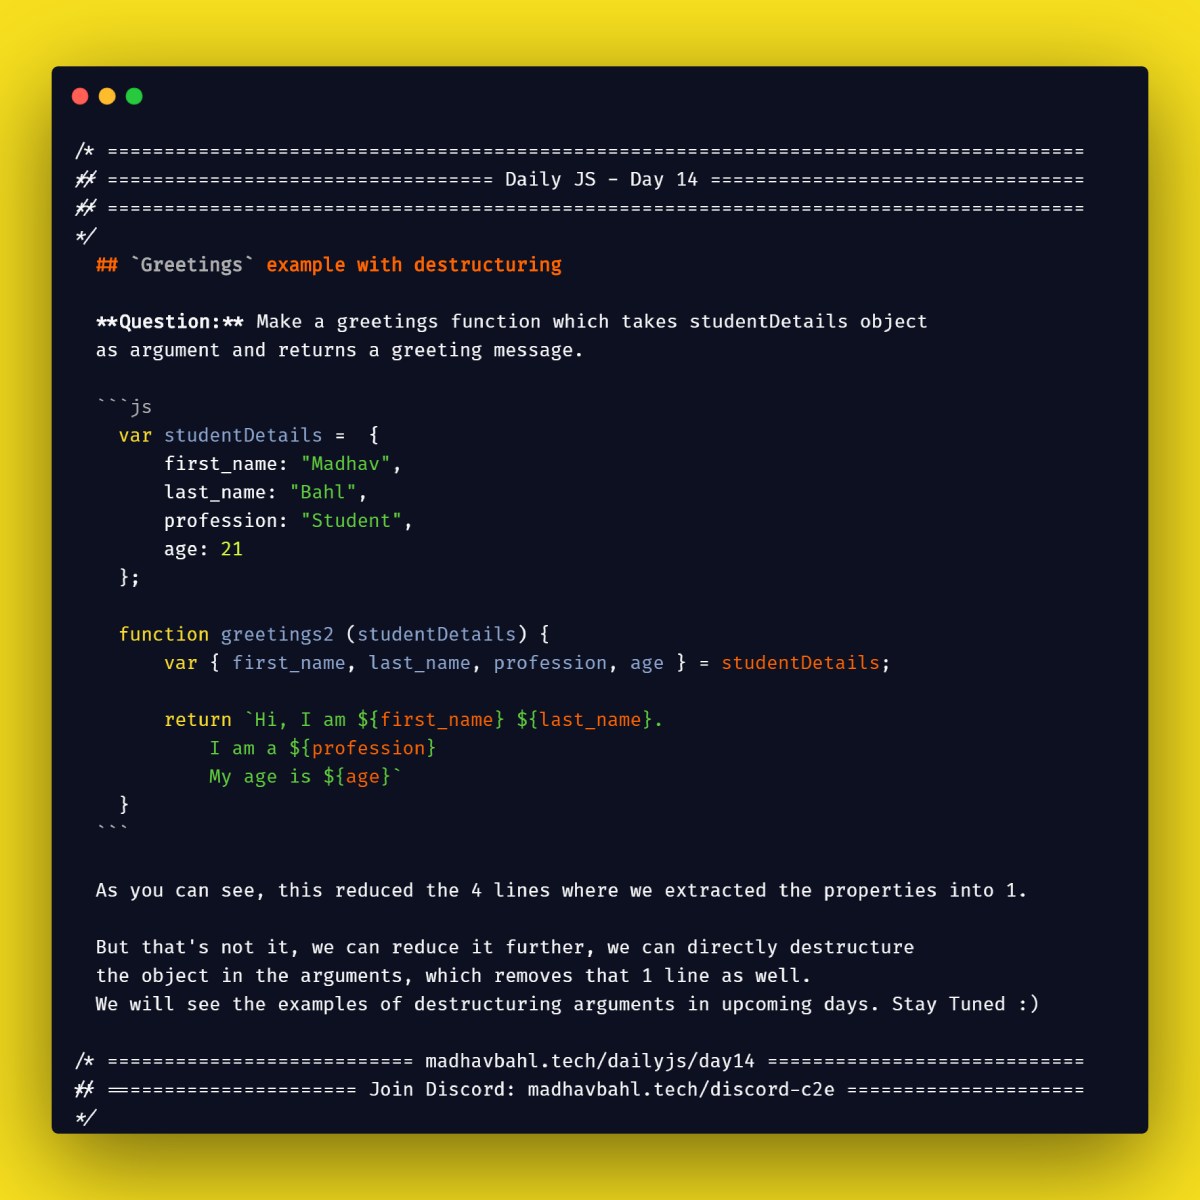 /* ======================================================================================
** ================================== Daily JS - Day 14 =================================
** ======================================================================================
*/
## `Greetings` example with destructuring
**Question:** Make a greetings function which takes studentDetails object
as argument and returns a greeting message.
```js
var studentDetails =  {
first_name: "Madhav",
last_name: "Bahl",
profession: "Student",
age: 21
};
function greetings2 (studentDetails) {
var { first_name, last_name, profession, age } = studentDetails;
return `Hi, I am ${first_name} ${last_name}.
I am a ${profession}
My age is ${age}`
}
```
As you can see, this reduced the 4 lines where we extracted the properties into 1.
But that's not it, we can reduce it further, we can directly destructure
the object in the arguments, which removes that 1 line as well.
We will see the examples of destructuring arguments in upcoming days. Stay Tuned :)
/* =========================== madhavbahl.tech/dailyjs/day14 ============================
** ====================== Join Discord: madhavbahl.tech/discord-c2e =====================
*/